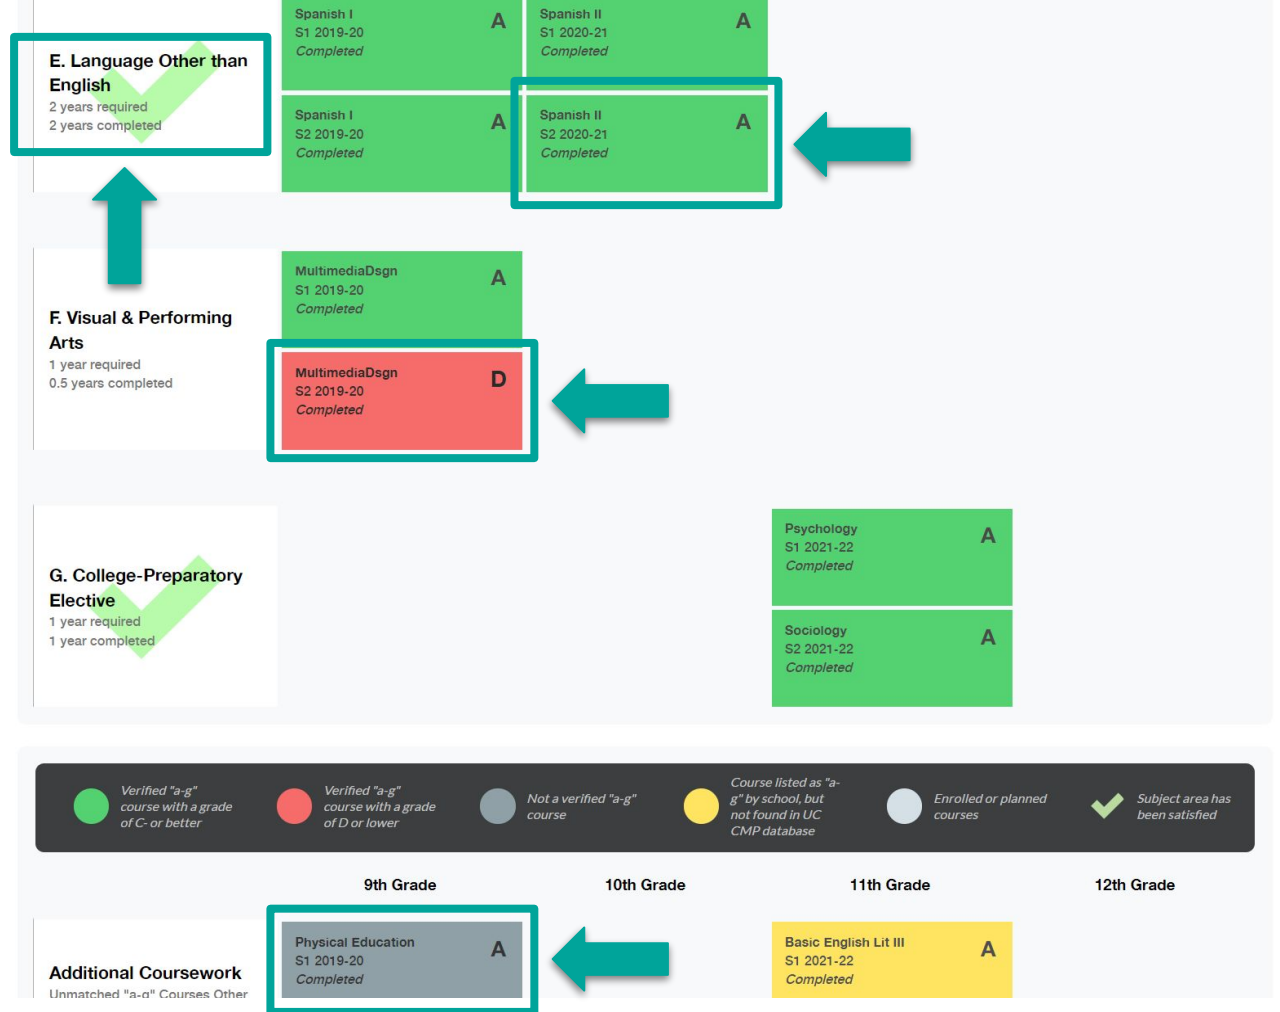 Spanish I
S1 2019-20
Completed
A
Spanish II
S1 2020-21
Completed
A
E. Language Other than
English
2 years required
2 years completed
Spanish I
S2 2019-20
Completed
A
Spanish II
S2 2020-21
Completed
A
F. Visual & Performing
Arts
1 year required
0.5 years completed
MultimediaDsgn
S1 2019-20
Completed
A
MultimediaDsgn
S2 2019-20
Completed
D
G. College-Preparatory
Elective
1 year required
1 year completed
Psychology
S1 2021-22
Completed
A
Sociology
S2 2021-22
Completed
A
Verified "a-g"
course with a grade
of C- or better
Verified "a-g"
course with a grade
of D or lower
Not a verified "a-g"
course
Course listed as "a-
g" by school, but
not found in UC
CMP database
Enrolled or planned
courses
Subject area has
been satisfied
9th Grade
10th Grade
11th Grade
12th Grade
Additional Coursework
Unmatched "a-g" Courses Other
Physical Education
S1 2019-20
Completed
A
Basic English Lit III
S1 2021-22
Completed
A